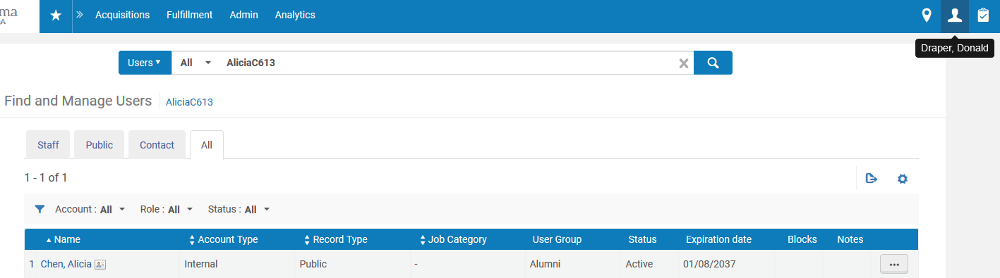 ma
Acquisitions Fulfillment Admin Analytics
Draper, Donald
Users All AliciaC613
Find and Manage Users AliciaC613
Staff Public Contact All
1 - 1 of 1
Account : All Role : All Status : All
Name Account Type Record Type Job Category User Group Status Expiration date Blocks Notes
1 Chen, Alicia Internal Public - Alumni Active 01/08/2037 ...